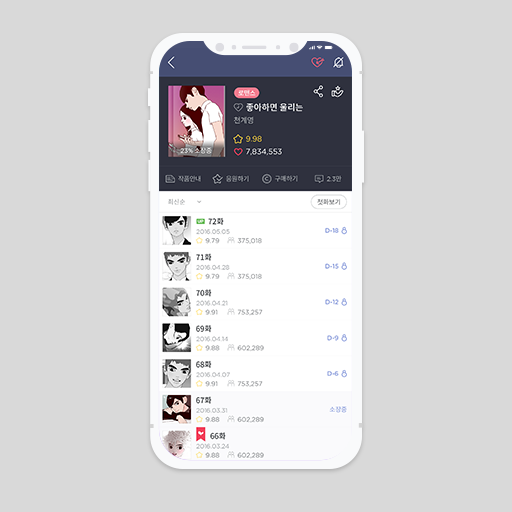 로맨스
좋아하면 울리는
천계영
9.98
7,834,553
23% 소장중
작품안내 응원하기 구매하기 2.3만
최신순 첫화보기
UP 72화
2016.05.05 D-18
9.79 375,018
71화
2016.04.28 D-15
9.79 375,018
70화
2016.04.21 D-12
9.91 753,257
69화
2016.04.14 D-9
9.88 602,289
68화
2016.04.07 D-6
9.91 753,257
67화
2016.03.31 소장중
9.88 602,289
66화
2016.03.24
9.88 602,289